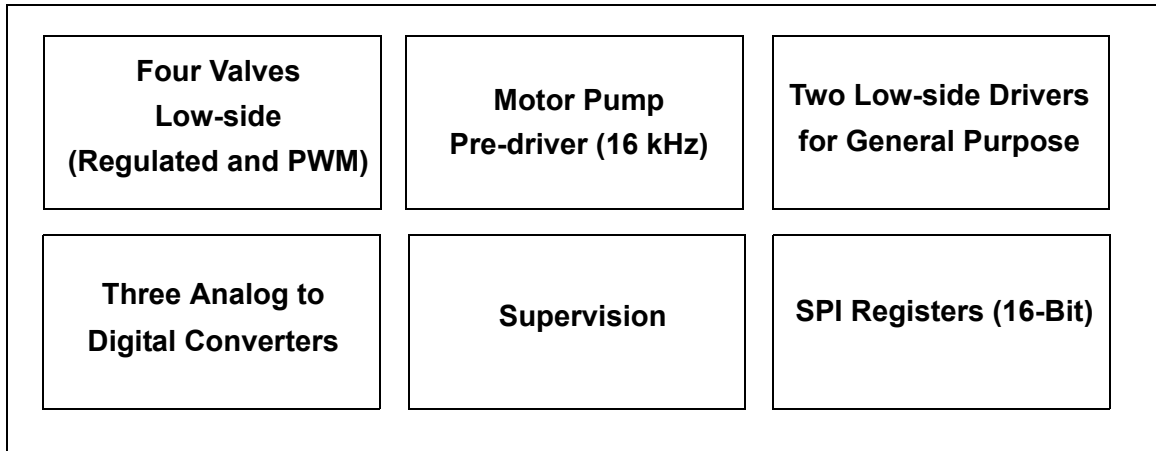 Four Valves
Low-side
(Regulated and PWM)
Motor Pump
Pre-driver (16 kHz)
Two Low-side Drivers
for General Purpose
Three Analog to
Digital Converters
Supervision
SPI Registers (16-Bit)